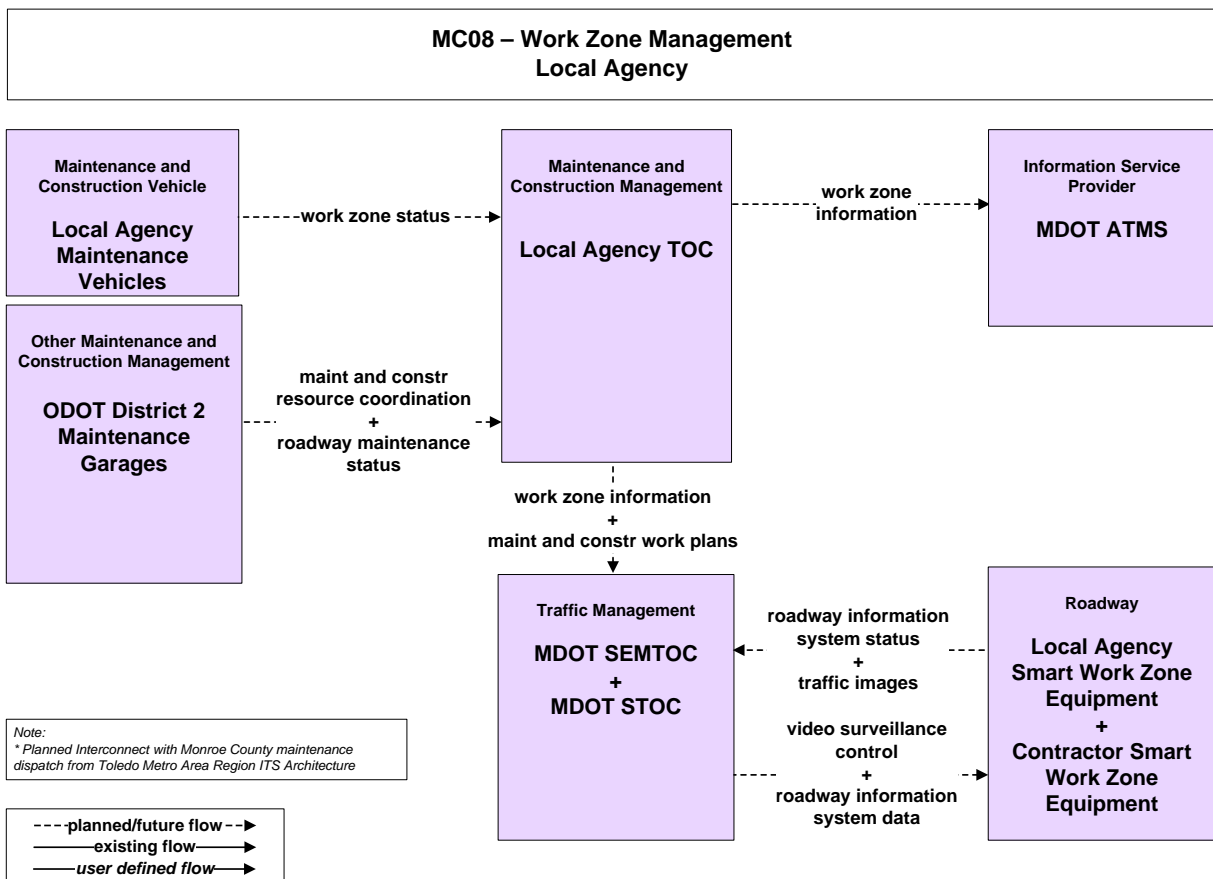 MC08 – Work Zone Management
Local Agency
Maintenance and
Construction Vehicle
Local Agency
Maintenance
Vehicles
work zone status
Maintenance and
Construction Management
Local Agency TOC
work zone
information
Information Service
Provider
MDOT ATMS
Other Maintenance and
Construction Management
ODOT District 2
Maintenance
Garages
maint and constr
resource coordination
+
roadway maintenance
status
work zone information
+
maint and constr work plans
Traffic Management
MDOT SEMTOC
+
MDOT STOC
roadway information
system status
+
traffic images
video surveillance
control
+
roadway information
system data
Roadway
Local Agency
Smart Work Zone
Equipment
+
Contractor Smart
Work Zone
Equipment
Note:
* Planned Interconnect with Monroe County maintenance
dispatch from Toledo Metro Area Region ITS Architecture
planned/future flow
existing flow
user defined flow